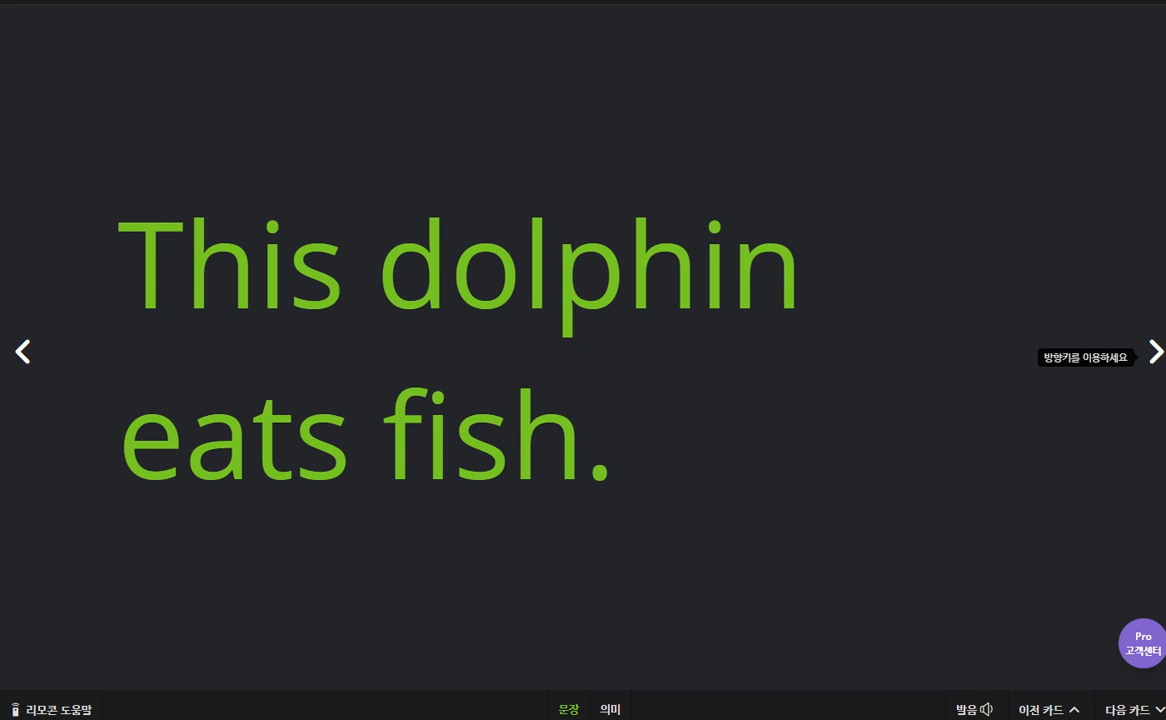 This dolphin
eats fish.
방향키를 이용하세요
Pro
고객센터
리모콘 도움말
문장
의미
발음
이전 카드
다음 카드